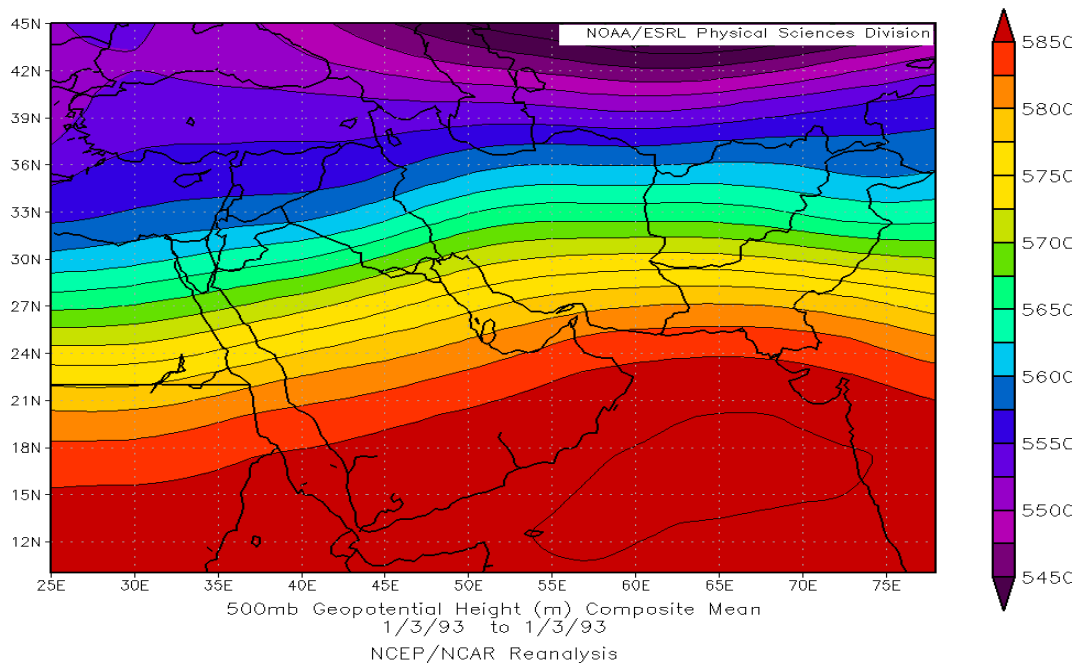 NOAA/ESRL Physical Sciences Division
45N
42N
39N
36N
33N
30N
27N
24N
21N
18N
15N
12N
25E 30E 35E 40E 45E 50E 55E 60E 65E 70E 75E
5850
5800
5750
5700
5650
5600
5550
5500
5450
500mb Geopotential Height (m) Composite Mean
1/3/93 to 1/3/93
NCEP/NCAR Reanalysis